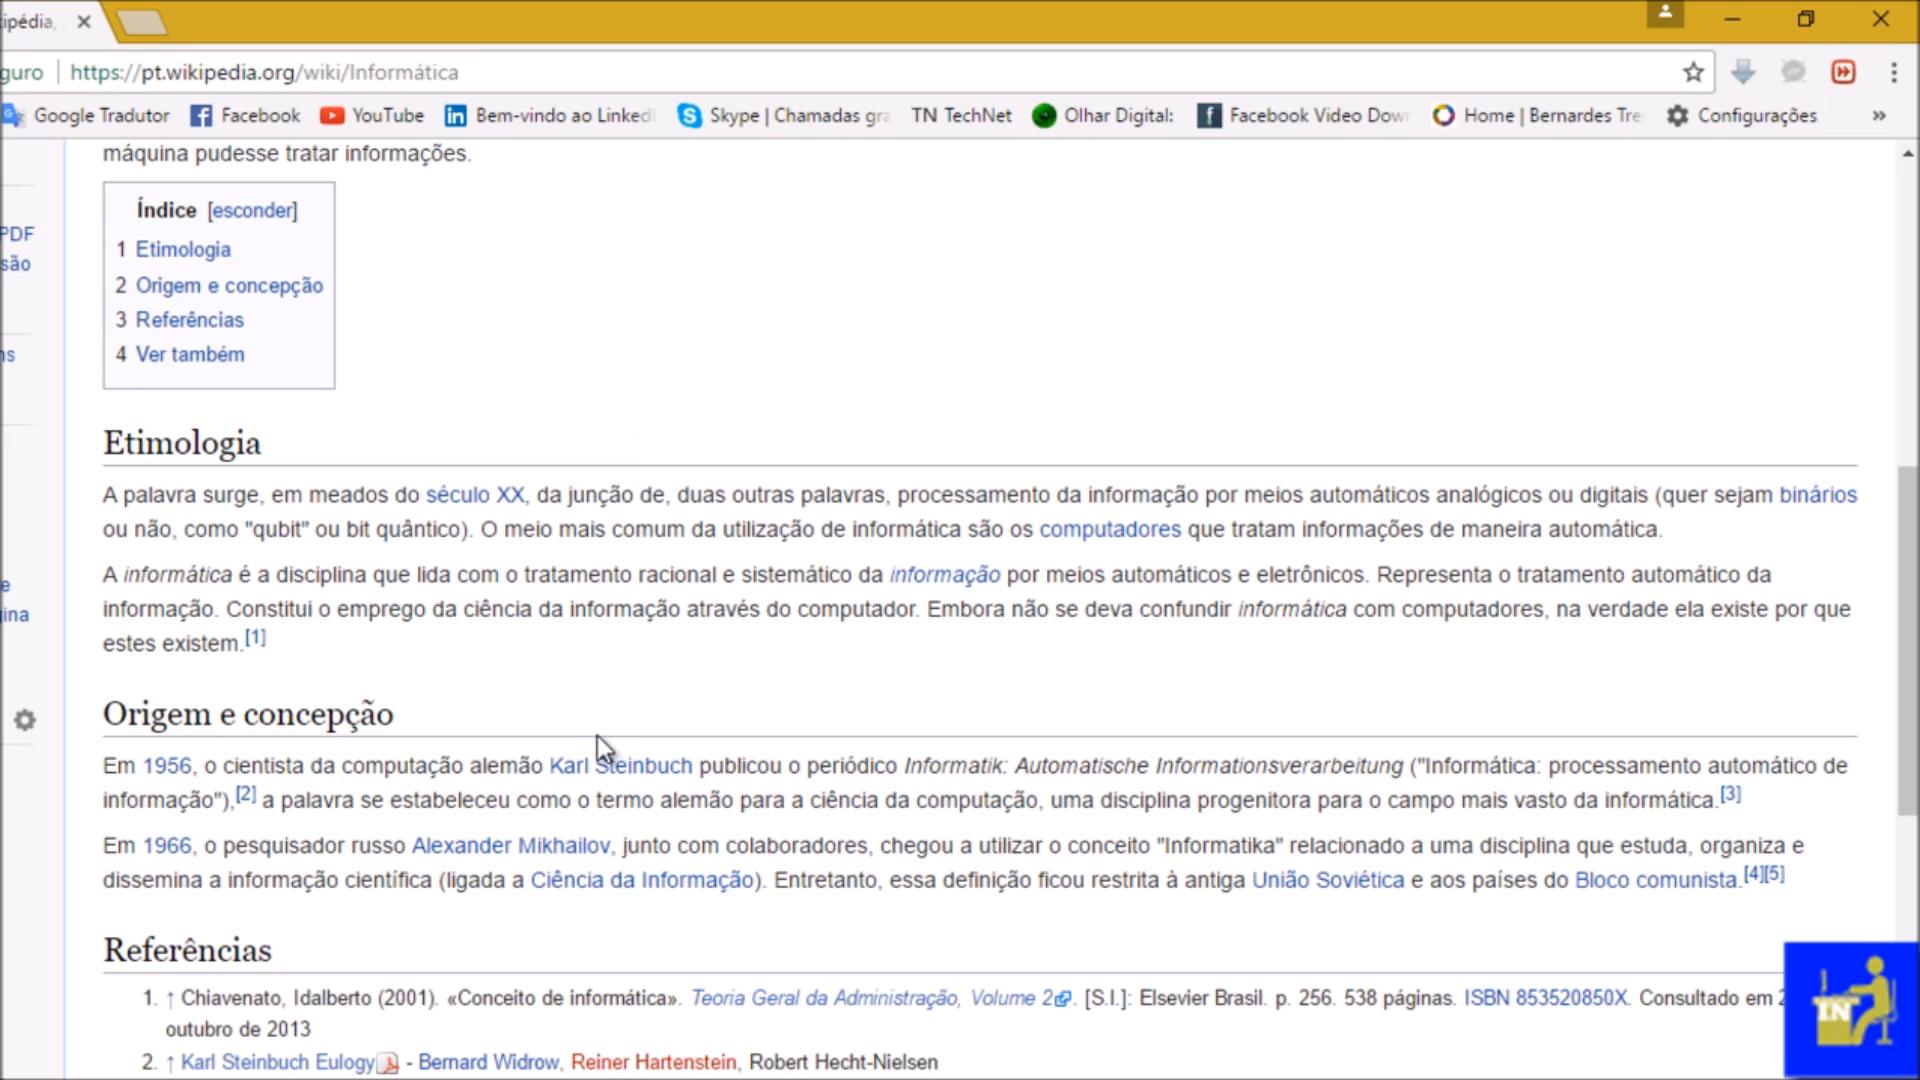 ipédia,
guro https://pt.wikipedia.org/wiki/Informática
Google Tradutor Facebook YouTube in Bem-vindo ao Linked Skype | Chamadas gra TN TechNet Olhar Digital: Facebook Video Dow Home | Bernardes Tre Configurações »
máquina pudesse tratar informações.
Índice [esconder]
1 Etimologia
2 Origem e concepção
3 Referências
4 Ver também
PDF
são
ns
e
ina
Etimologia
A palavra surge, em meados do século XX, da junção de, duas outras palavras, processamento da informação por meios automáticos analógicos ou digitais (quer sejam binários
ou não, como "qubit" ou bit quântico). O meio mais comum da utilização de informática são os computadores que tratam informações de maneira automática.
A informática é a disciplina que lida com o tratamento racional e sistemático da informação por meios automáticos e eletrônicos. Representa o tratamento automático da
informação. Constitui o emprego da ciência da informação através do computador. Embora não se deva confundir informática com computadores, na verdade ela existe por que
estes existem.[1]
Origem e concepção
Em 1956, o cientista da computação alemão Karl Steinbuch publicou o periódico Informatik: Automatische Informationsverarbeitung ("Informática: processamento automático de
informação"),[2] a palavra se estabeleceu como o termo alemão para a ciência da computação, uma disciplina progenitora para o campo mais vasto da informática.[3]
Em 1966, o pesquisador russo Alexander Mikhailov, junto com colaboradores, chegou a utilizar o conceito "Informatika" relacionado a uma disciplina que estuda, organiza e
dissemina a informação científica (ligada a Ciência da Informação). Entretanto, essa definição ficou restrita à antiga União Soviética e aos países do Bloco comunista.[4][5]
Referências
1. ↑ Chiavenato, Idalberto (2001). «Conceito de informática». Teoria Geral da Administração, Volume 2. [S.I.]: Elsevier Brasil. p. 256. 538 páginas. ISBN 853520850X. Consultado em 2
outubro de 2013
2. ↑ Karl Steinbuch Eulogy - Bernard Widrow, Reiner Hartenstein, Robert Hecht-Nielsen
IN